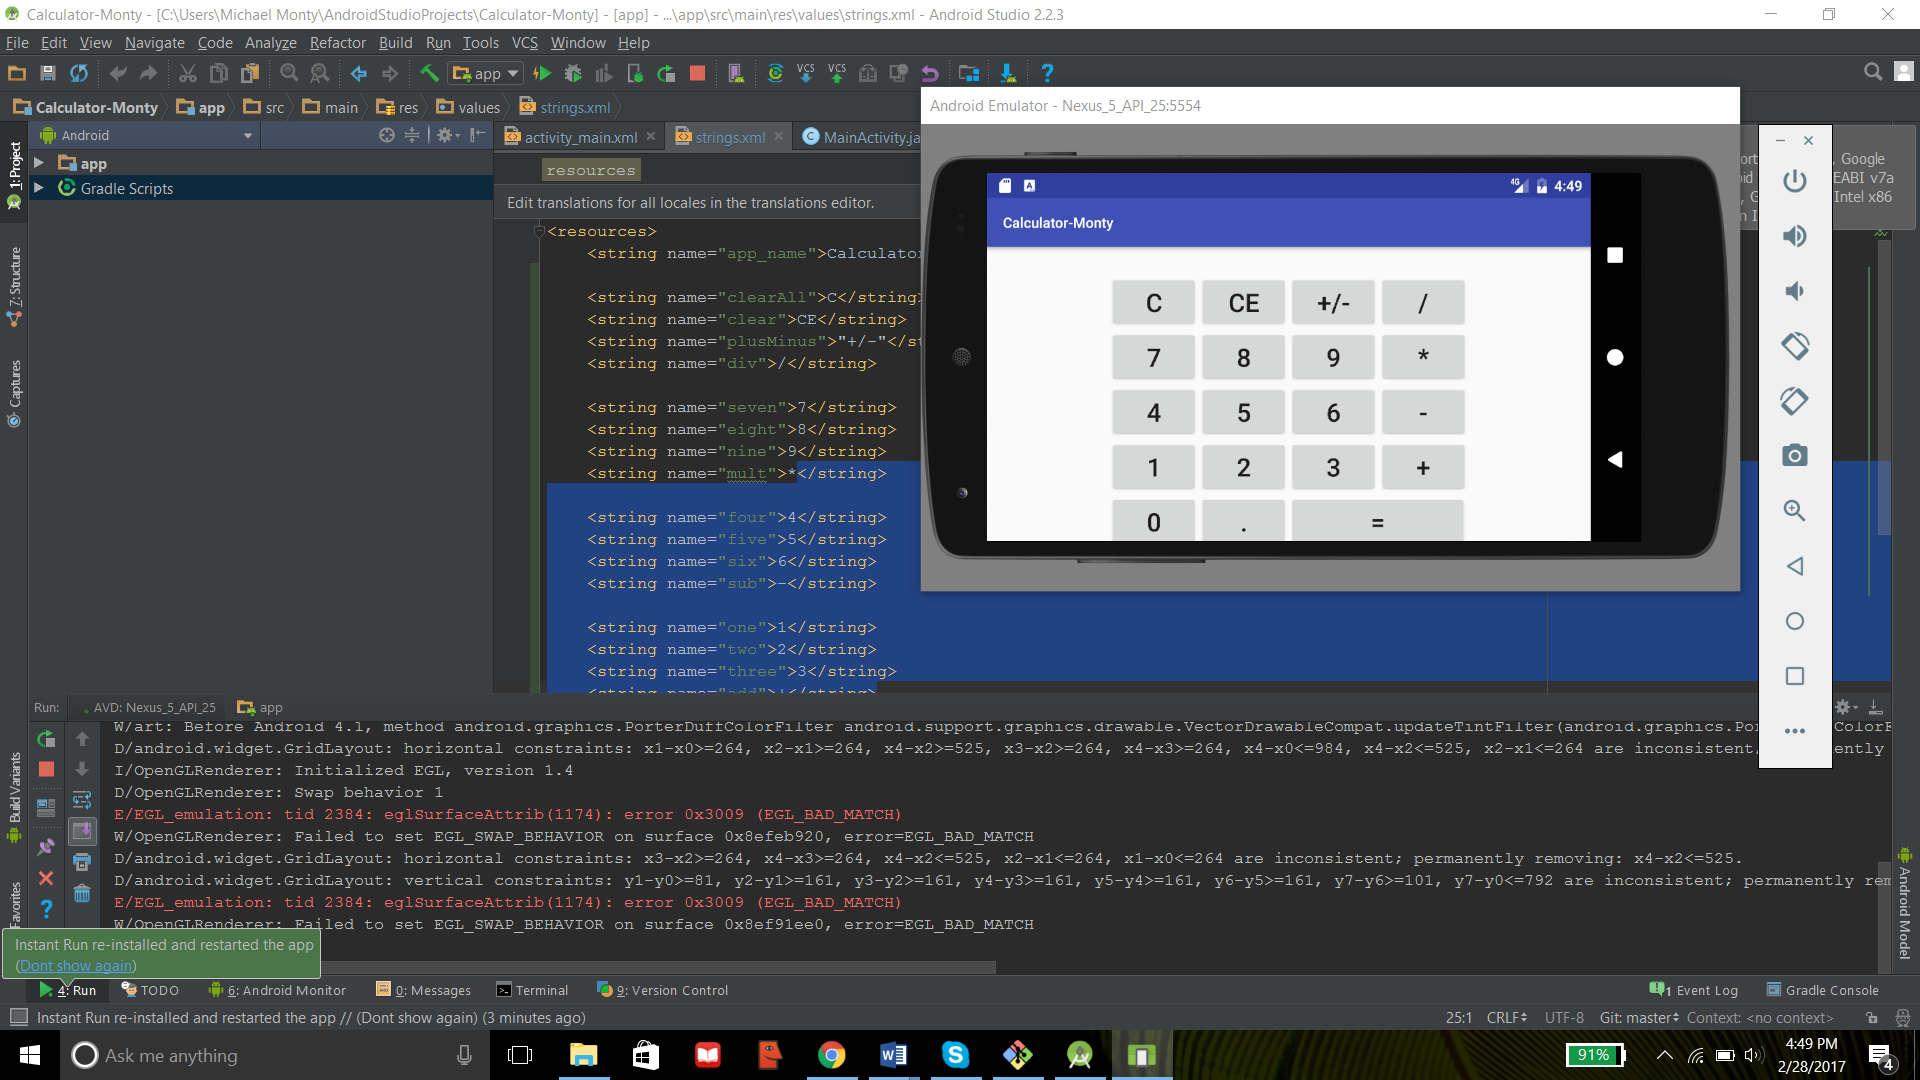 Calculator-Monty - [C:\Users\Michael Monty\AndroidStudioProjects\Calculator-Monty] - [app] - ...\app\src\main\res\values\strings.xml - Android Studio 2.2.3
File Edit View Navigate Code Analyze Refactor Build Run Tools VCS Window Help
app
VCS VCS
Calculator-Monty app src main res values strings.xml
Android Emulator - Nexus_5_API_25:5554
1: Project
Z: Structure
Captures
Build Variants
Favorites
Android
app
Gradle Scripts
activity_main.xml strings.xml MainActivity.ja
resources
Edit translations for all locales in the translations editor.
<resources>
<string name="app_name">Calculator
<string name="clearAll">C</string>
<string name="clear">CE</string>
<string name="plusMinus">"+/-"</st
<string name="div">/</string>
<string name="seven">7</string>
<string name="eight">8</string>
<string name="nine">9</string>
<string name="mult">*</string>
<string name="four">4</string>
<string name="five">5</string>
<string name="six">6</string>
<string name="sub">-</string>
<string name="one">1</string>
<string name="two">2</string>
<string name="three">3</string>
<string name="add">+</string>
A 4G 4:49
Calculator-Monty
C CE +/- /
7 8 9 *
4 5 6 -
1 2 3 +
0 . =
, Google
EABI v7a
Intel x86
Run: AVD: Nexus_5_API_25 app
W/art: Before Android 4.1, method android.graphics.PorterDuffColorFilter android.support.graphics.drawable.VectorDrawableCompat.updateTintFilter(android.graphics.Por ColorF
D/android.widget.GridLayout: horizontal constraints: x1-x0>=264, x2-x1>=264, x4-x2>=525, x3-x2>=264, x4-x3>=264, x4-x0<=984, x4-x2<=525, x2-x1<=264 are inconsistent; ently
I/OpenGLRenderer: Initialized EGL, version 1.4
D/OpenGLRenderer: Swap behavior 1
E/EGL_emulation: tid 2384: eglSurfaceAttrib(1174): error 0x3009 (EGL_BAD_MATCH)
W/OpenGLRenderer: Failed to set EGL_SWAP_BEHAVIOR on surface 0x8efeb920, error=EGL_BAD_MATCH
D/android.widget.GridLayout: horizontal constraints: x3-x2>=264, x4-x3>=264, x4-x2<=525, x2-x1<=264, x1-x0<=264 are inconsistent; permanently removing: x4-x2<=525.
D/android.widget.GridLayout: vertical constraints: y1-y0>=81, y2-y1>=161, y3-y2>=161, y4-y3>=161, y5-y4>=161, y6-y5>=161, y7-y6>=101, y7-y0<=792 are inconsistent; permanently rem
E/EGL_emulation: tid 2384: eglSurfaceAttrib(1174): error 0x3009 (EGL_BAD_MATCH)
W/OpenGLRenderer: Failed to set EGL_SWAP_BEHAVIOR on surface 0x8ef91ee0, error=EGL_BAD_MATCH
Android Model
Instant Run re-installed and restarted the app
(Dont show again)
4: Run TODO 6: Android Monitor 0: Messages Terminal 9: Version Control 1 Event Log Gradle Console
Instant Run re-installed and restarted the app // (Dont show again) (3 minutes ago) 25:1 CRLF UTF-8 Git: master Context: <no context>
Ask me anything
91%
4:49 PM
2/28/2017
4